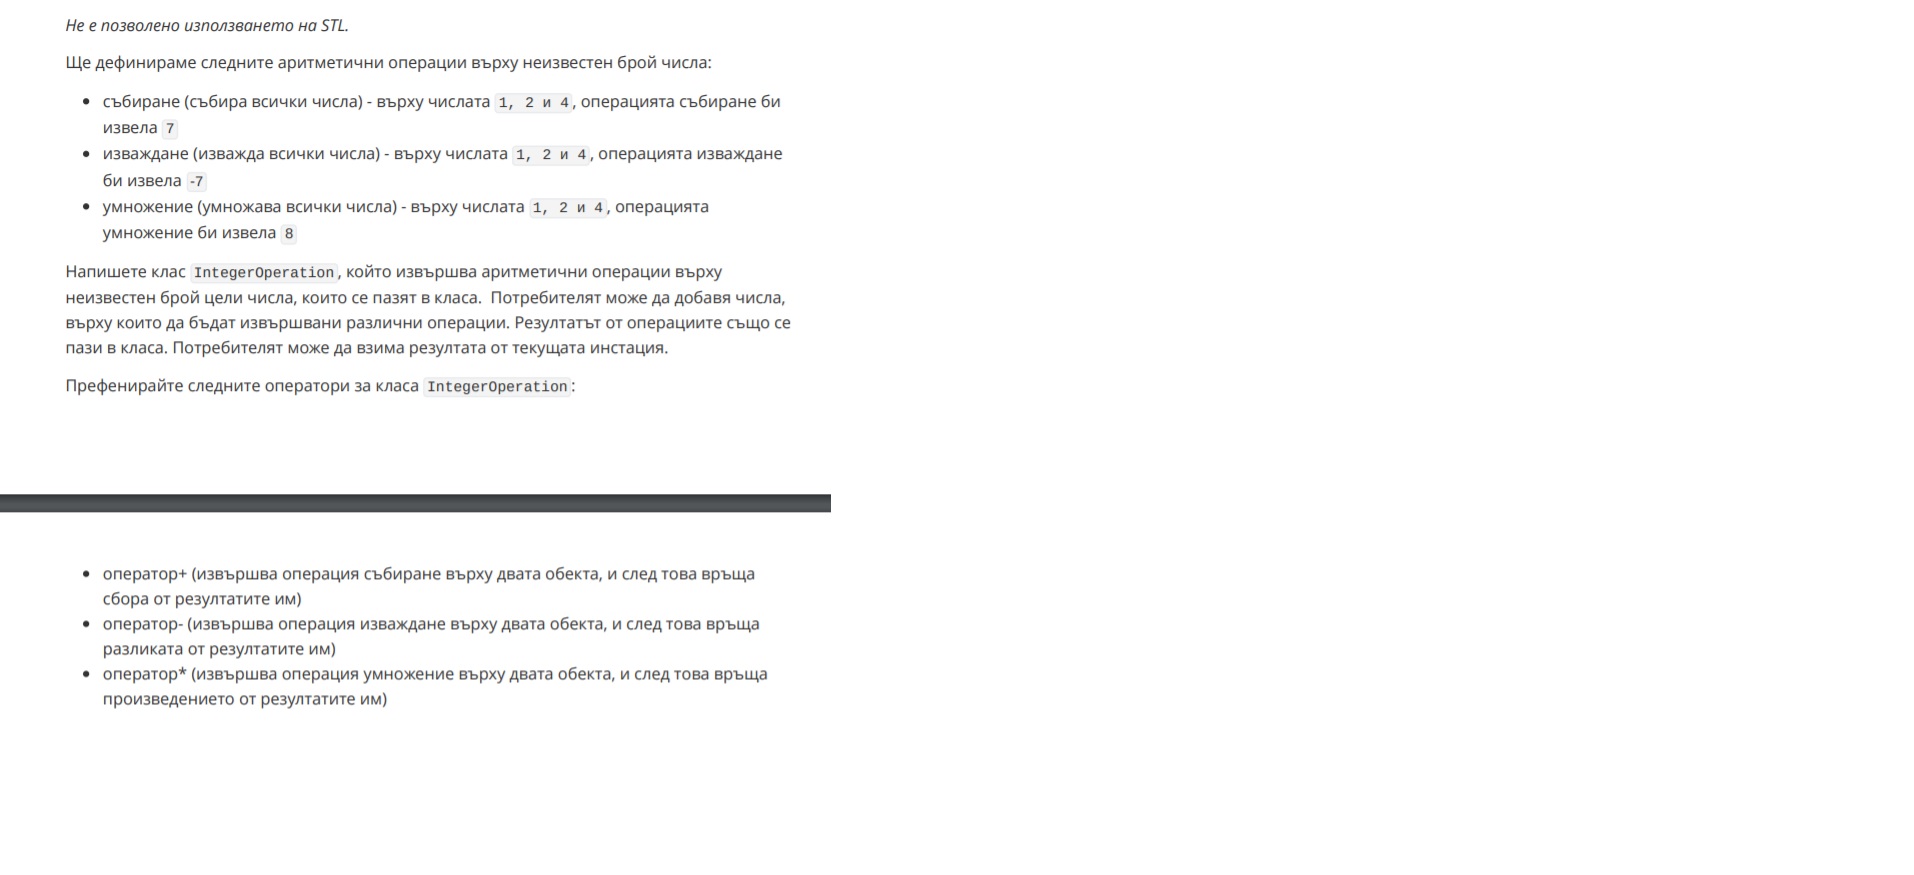 Не е позволено използването на STL.
Ще дефинираме следните аритметични операции върху неизвестен брой числа:
• събиране (събира всички числа) - върху числата 1, 2 и 4, операцията събиране би
извела 7
• изваждане (изважда всички числа) - върху числата 1, 2 и 4, операцията изваждане
би извела -7
• умножение (умножава всички числа) - върху числата 1, 2 и 4, операцията
умножение би извела 8
Напишете клас IntegerOperation, който извършва аритметични операции върху
неизвестен брой цели числа, които се пазят в класа.  Потребителят може да добавя числа,
върху които да бъдат извършвани различни операции. Резултатът от операциите също се
пази в класа. Потребителят може да взима резултата от текущата инстация.
Префенирайте следните оператори за класа IntegerOperation:
• оператор+ (извършва операция събиране върху двата обекта, и след това връща
сбора от резултатите им)
• оператор- (извършва операция изваждане върху двата обекта, и след това връща
разликата от резултатите им)
• оператор* (извършва операция умножение върху двата обекта, и след това връща
произведението от резултатите им)